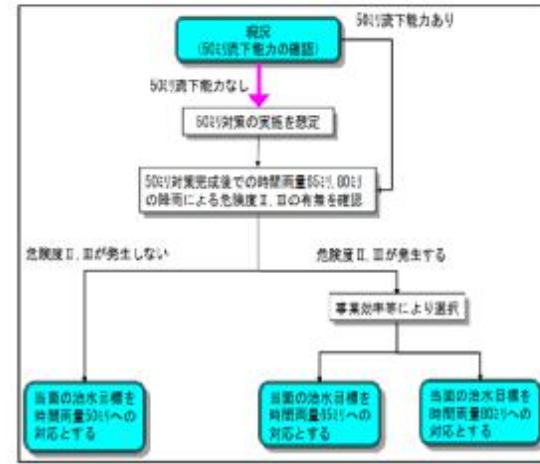 現況
(50ミリ流下能力の確認)
50ミリ流下能力あり
50ミリ流下能力なし
50ミリ対策の実施を想定
50ミリ対策完成後での時間雨量65ミリ,80ミリ
の降雨による危険度Ⅱ,Ⅲの有無を確認
危険度Ⅱ,Ⅲが発生しない
危険度Ⅱ,Ⅲが発生する
事業効率等により選択
当面の治水目標を
時間雨量50ミリへの
対応とする
当面の治水目標を
時間雨量65ミリへの
対応とする
当面の治水目標を
時間雨量80ミリへの
対応とする